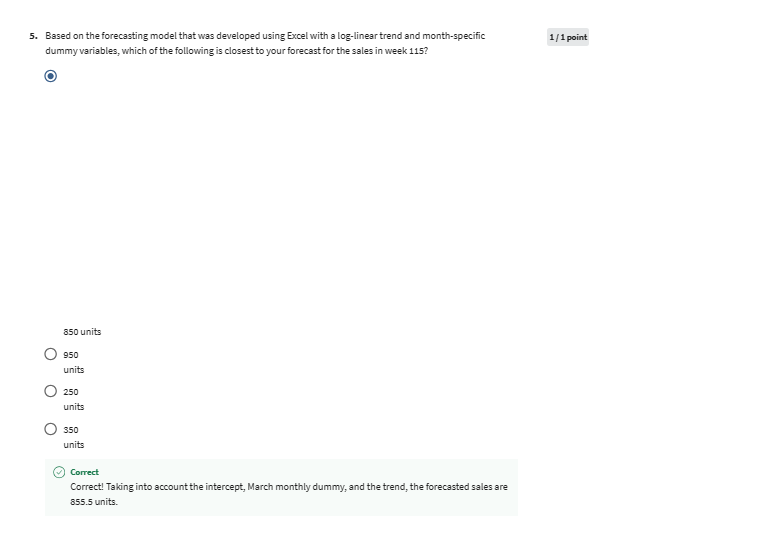 5. Based on the forecasting model that was developed using Excel with a log-linear trend and month-specific
dummy variables, which of the following is closest to your forecast for the sales in week 115?
1 / 1 point
850 units
950
units
250
units
350
units
Correct
Correct! Taking into account the intercept, March monthly dummy, and the trend, the forecasted sales are
855.5 units.